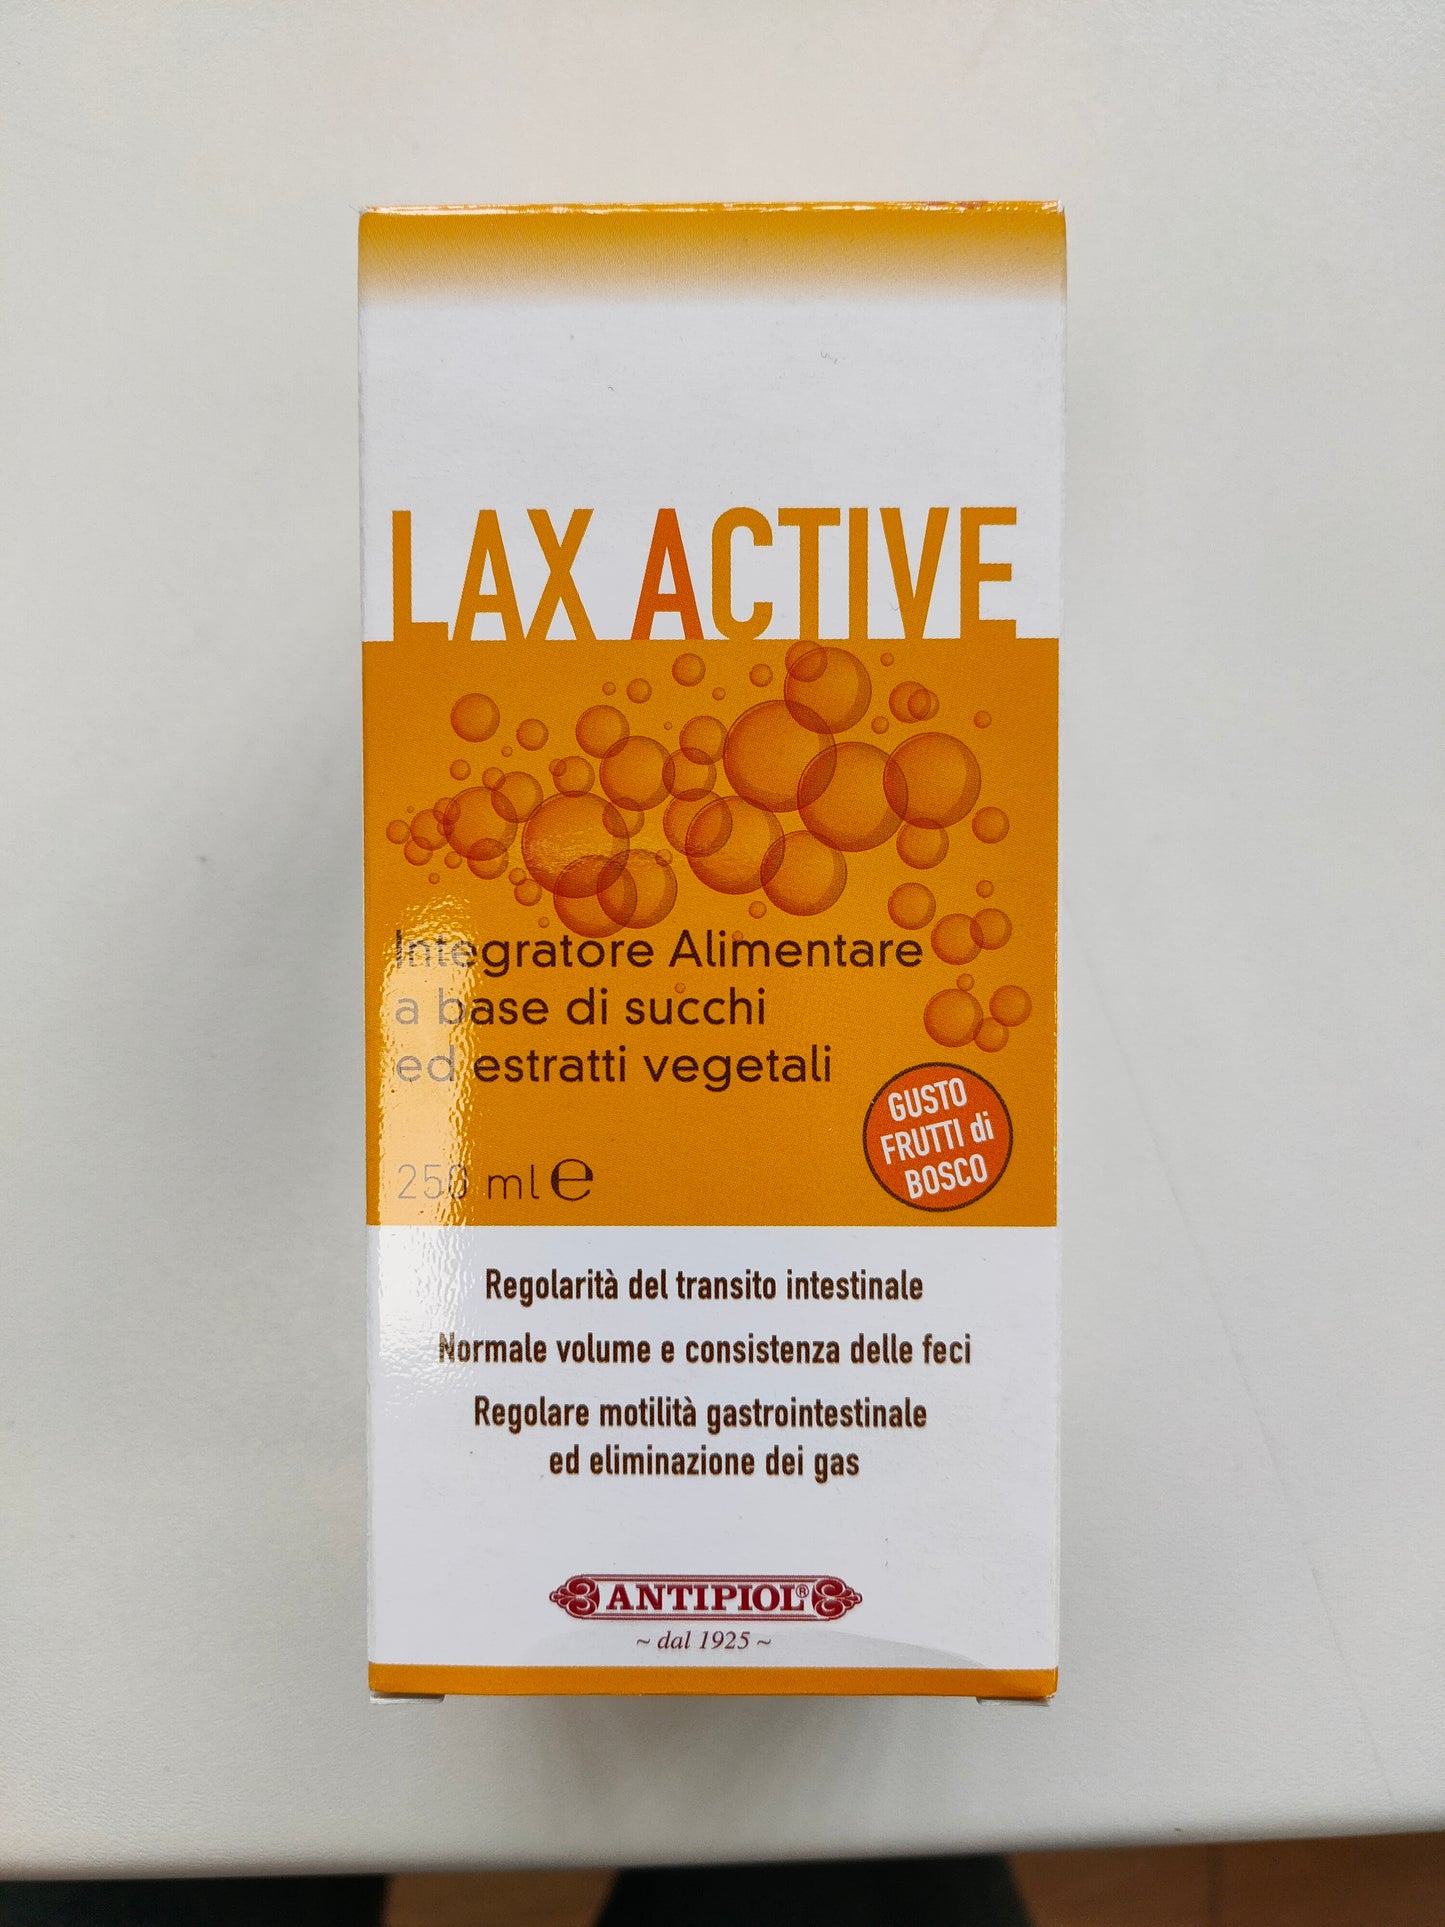 LAX ACTIVE
Integratore Alimentare
a base di succhi
ed estratti vegetali
250 ml ℮
GUSTO
FRUTTI di
BOSCO
Regolarità del transito intestinale
Normale volume e consistenza delle feci
Regolare motilità gastrointestinale
ed eliminazione dei gas
ANTIPIOL®
~ dal 1925 ~